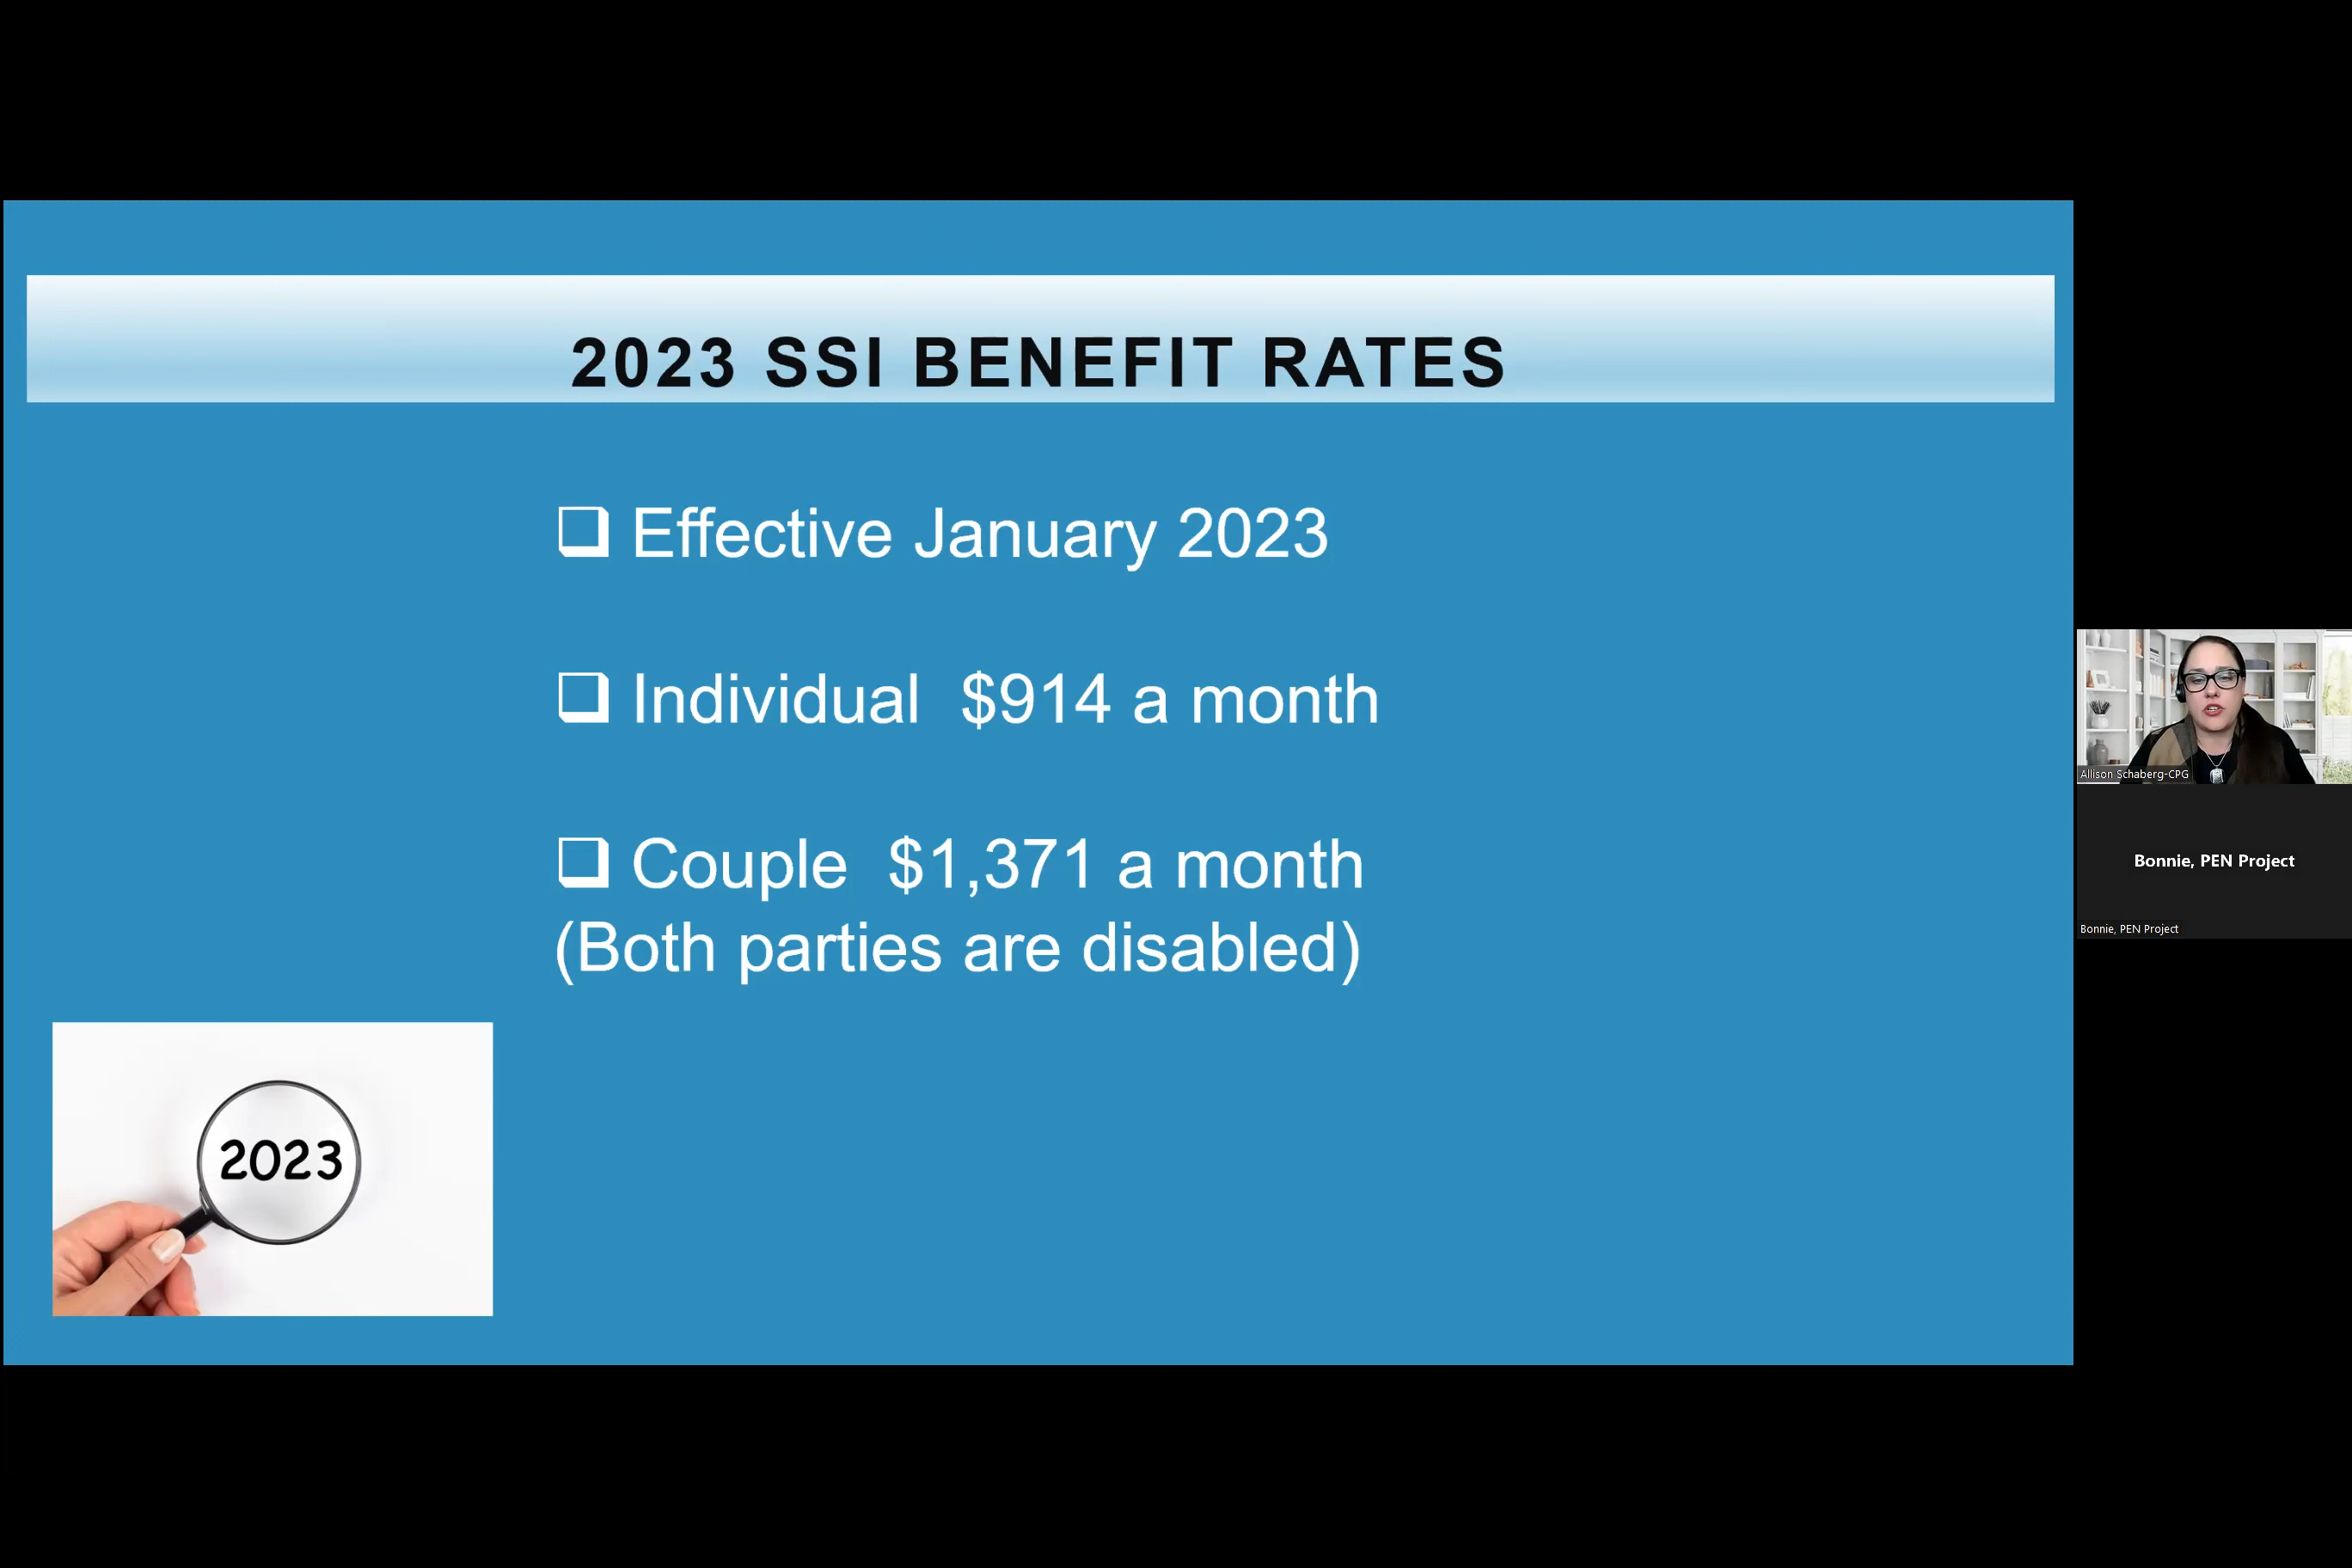 2023 SSI BENEFIT RATES
Effective January 2023
Individual  $914 a month
Couple  $1,371 a month
(Both parties are disabled)
2023
Allison Schaberg-CPG
Bonnie, PEN Project
Bonnie, PEN Project